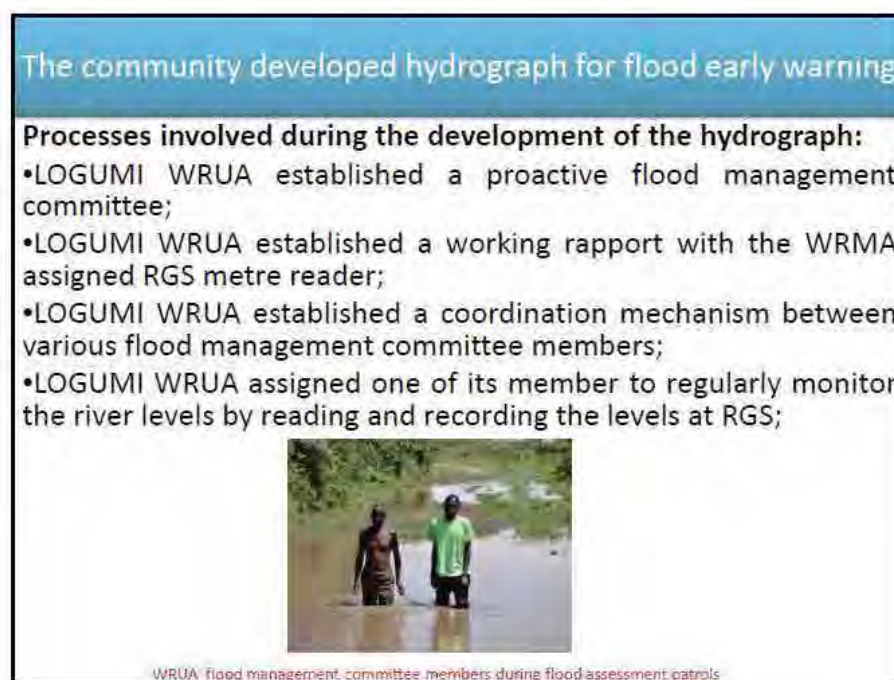 The community developed hydrograph for flood early warning
Processes involved during the development of the hydrograph:
•LOGUMI WRUA established a proactive flood management
committee;
•LOGUMI WRUA established a working rapport with the WRMA
assigned RGS metre reader;
•LOGUMI WRUA established a coordination mechanism between
various flood management committee members;
•LOGUMI WRUA assigned one of its member to regularly monitor
the river levels by reading and recording the levels at RGS;
WRUA flood management committee members during flood assessment patrols